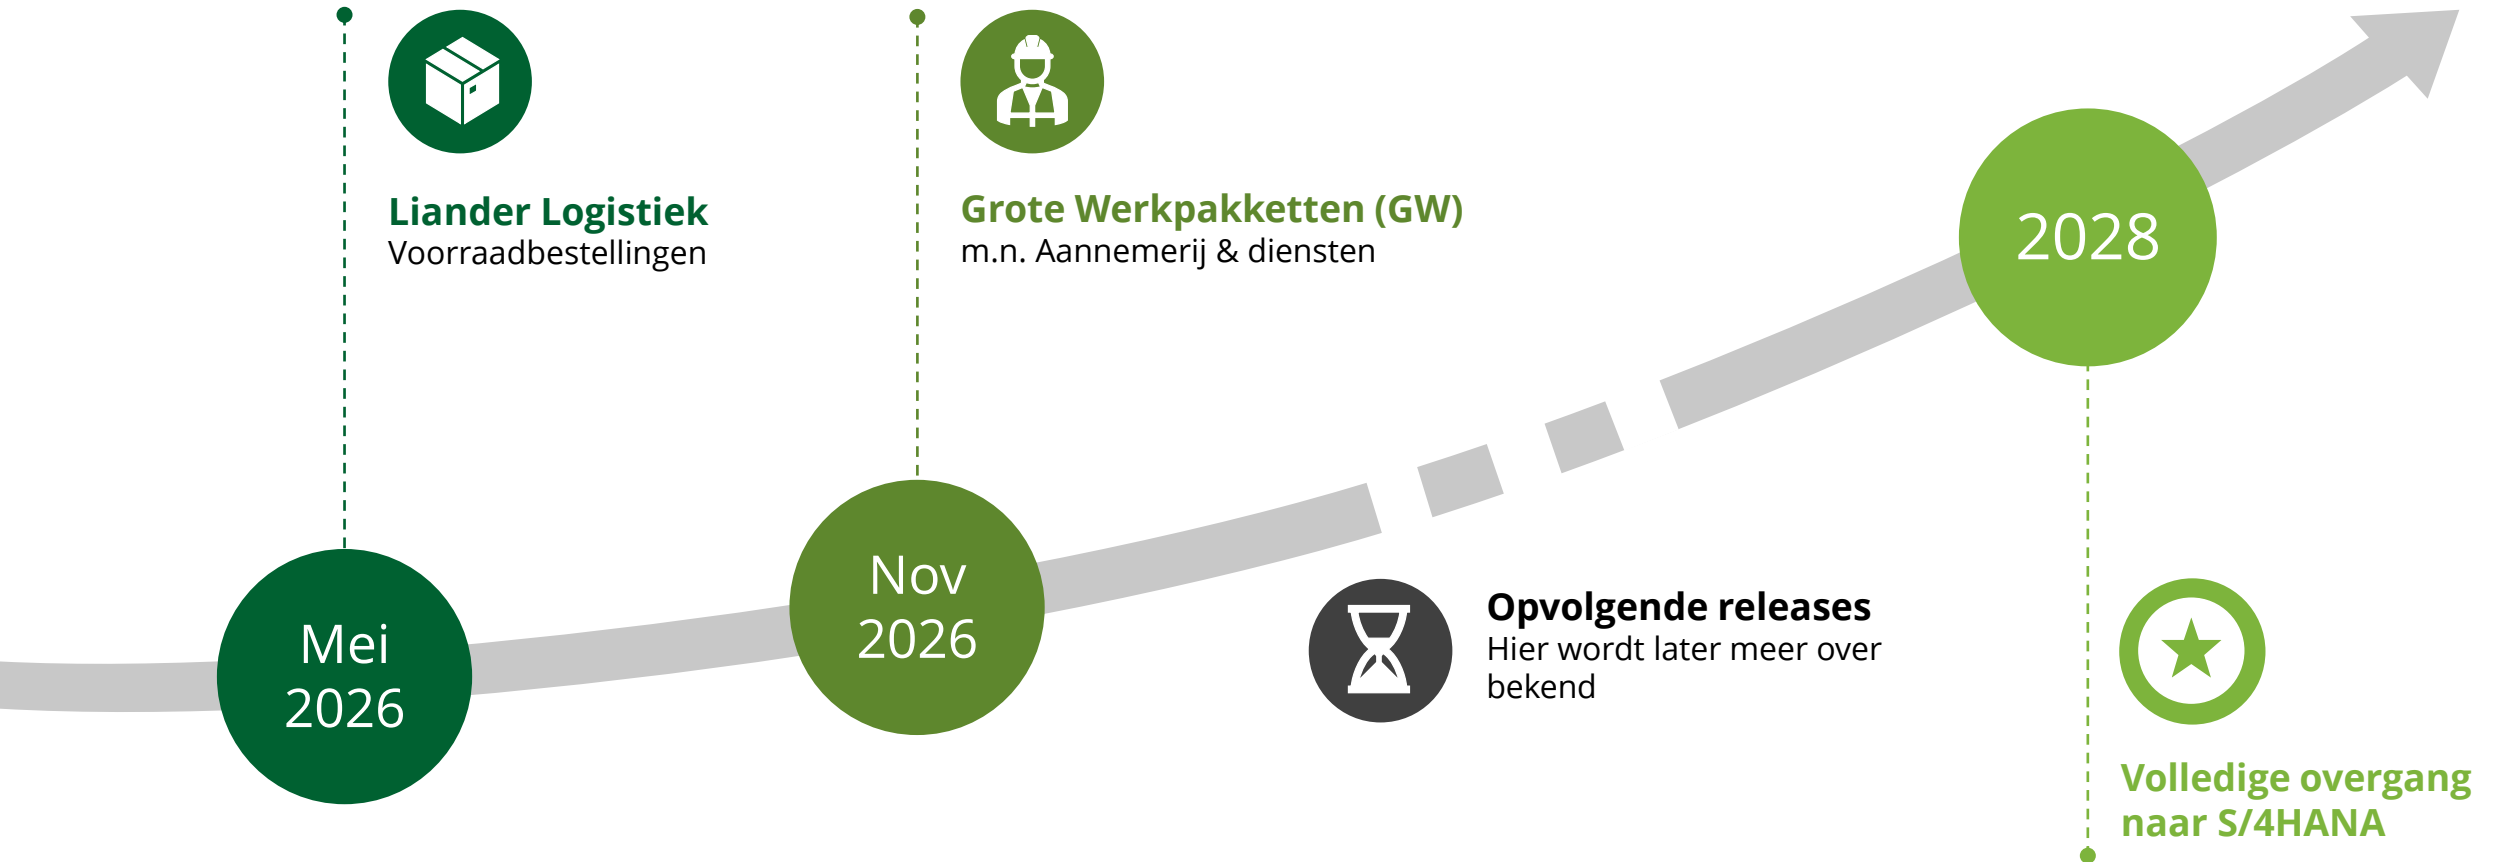 Liander Logistiek
Voorraadbestellingen
Grote Werkpakketten (GW)
m.n. Aannemerij & diensten
2028
Mei
2026
Nov
2026
Opvolgende releases
Hier wordt later meer over
bekend
Volledige overgang
naar S/4HANA